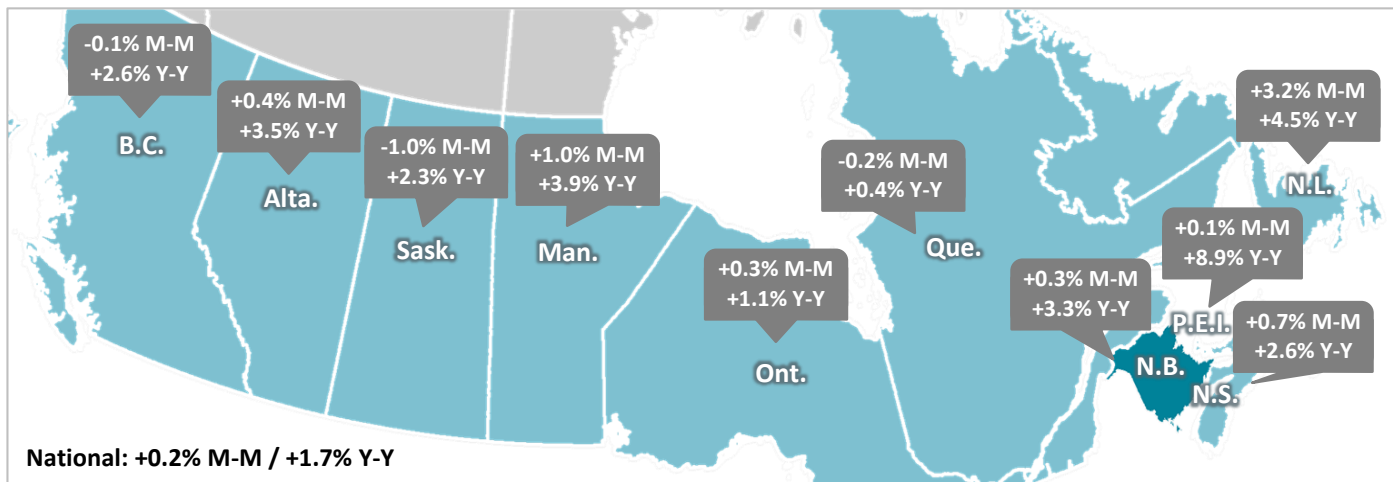 -0.1% M-M
+2.6% Y-Y
B.C.
+0.4% M-M
+3.5% Y-Y
Alta.
-1.0% M-M
+2.3% Y-Y
Sask.
+1.0% M-M
+3.9% Y-Y
Man.
+0.3% M-M
+1.1% Y-Y
Ont.
-0.2% M-M
+0.4% Y-Y
Que.
+3.2% M-M
+4.5% Y-Y
N.L.
+0.1% M-M
+8.9% Y-Y
P.E.I.
+0.3% M-M
+3.3% Y-Y
N.B.
+0.7% M-M
+2.6% Y-Y
N.S.
National: +0.2% M-M / +1.7% Y-Y